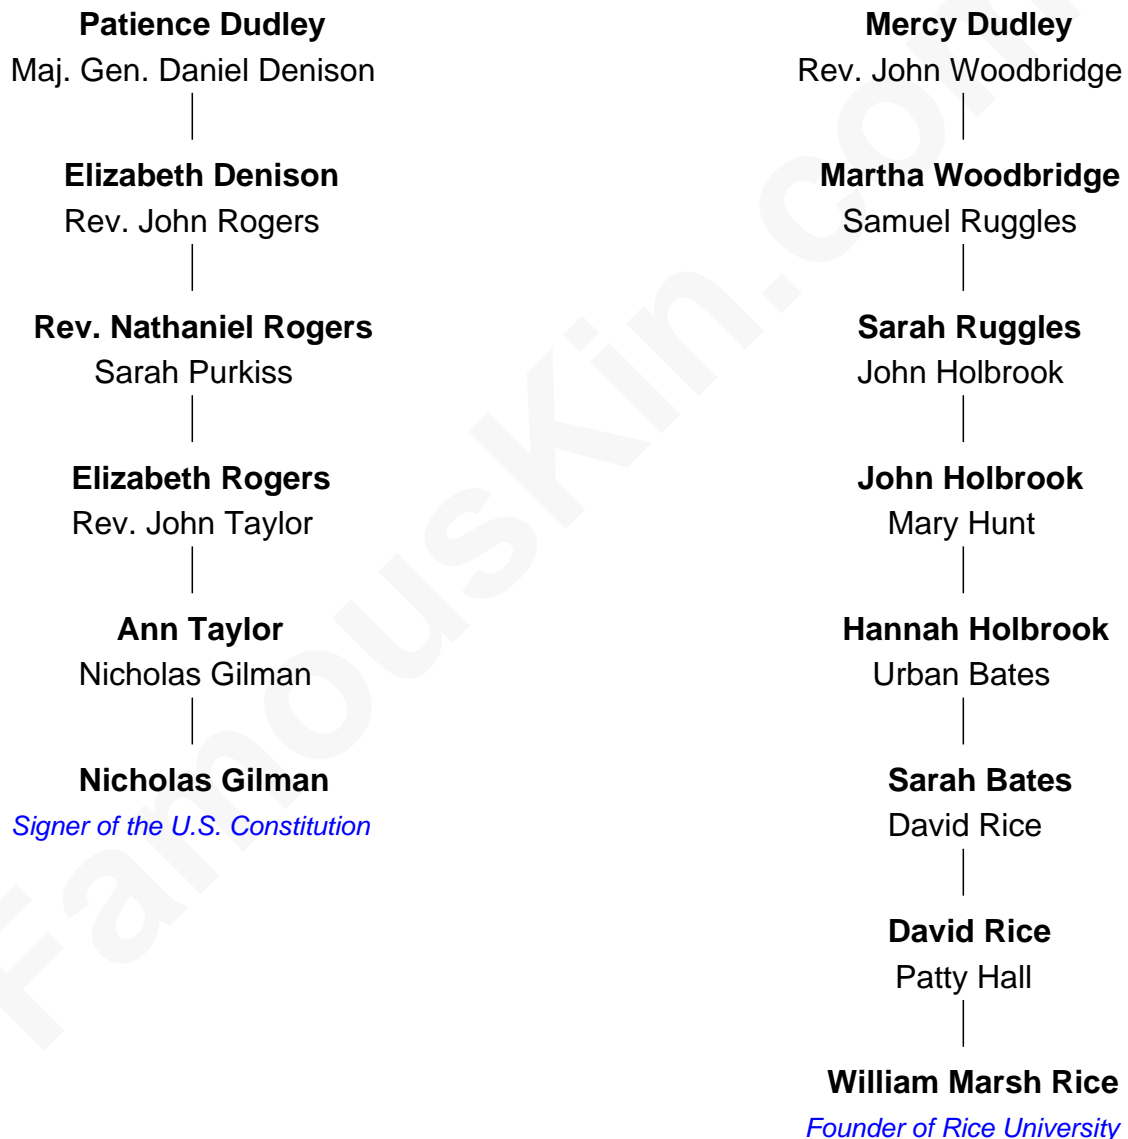 Patience Dudley
Maj. Gen. Daniel Denison
Elizabeth Denison
Rev. John Rogers
Rev. Nathaniel Rogers
Sarah Purkiss
Elizabeth Rogers
Rev. John Taylor
Ann Taylor
Nicholas Gilman
Nicholas Gilman
Signer of the U.S. Constitution
Mercy Dudley
Rev. John Woodbridge
Martha Woodbridge
Samuel Ruggles
Sarah Ruggles
John Holbrook
John Holbrook
Mary Hunt
Hannah Holbrook
Urban Bates
Sarah Bates
David Rice
David Rice
Patty Hall
William Marsh Rice
Founder of Rice University
FamousKin.com